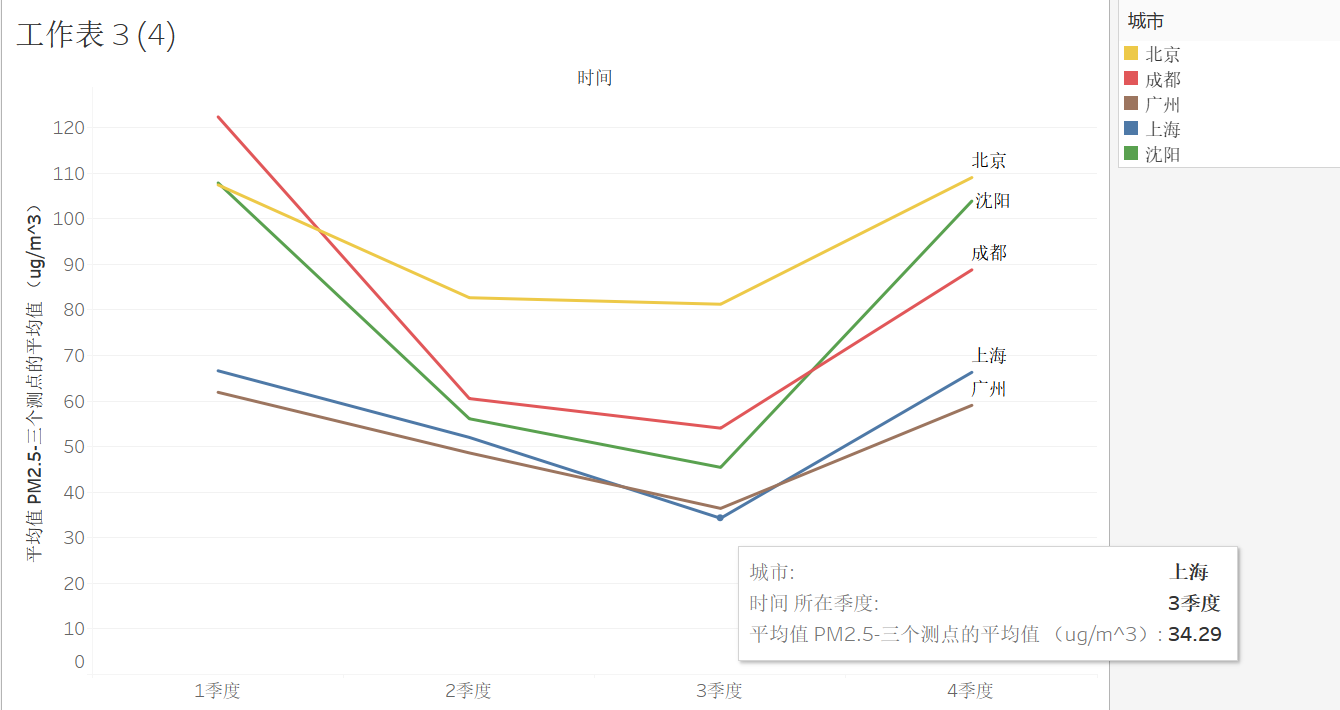 工作表 3 (4)
时间
平均值 PM2.5-三个测点的平均值（ug/m^3）
120
110
100
90
80
70
60
50
40
30
20
10
0
1季度
2季度
3季度
4季度
北京
沈阳
成都
上海
广州
城市:	上海
时间 所在季度:	3季度
平均值 PM2.5-三个测点的平均值 （ug/m^3）: 34.29
城市
北京
成都
广州
上海
沈阳